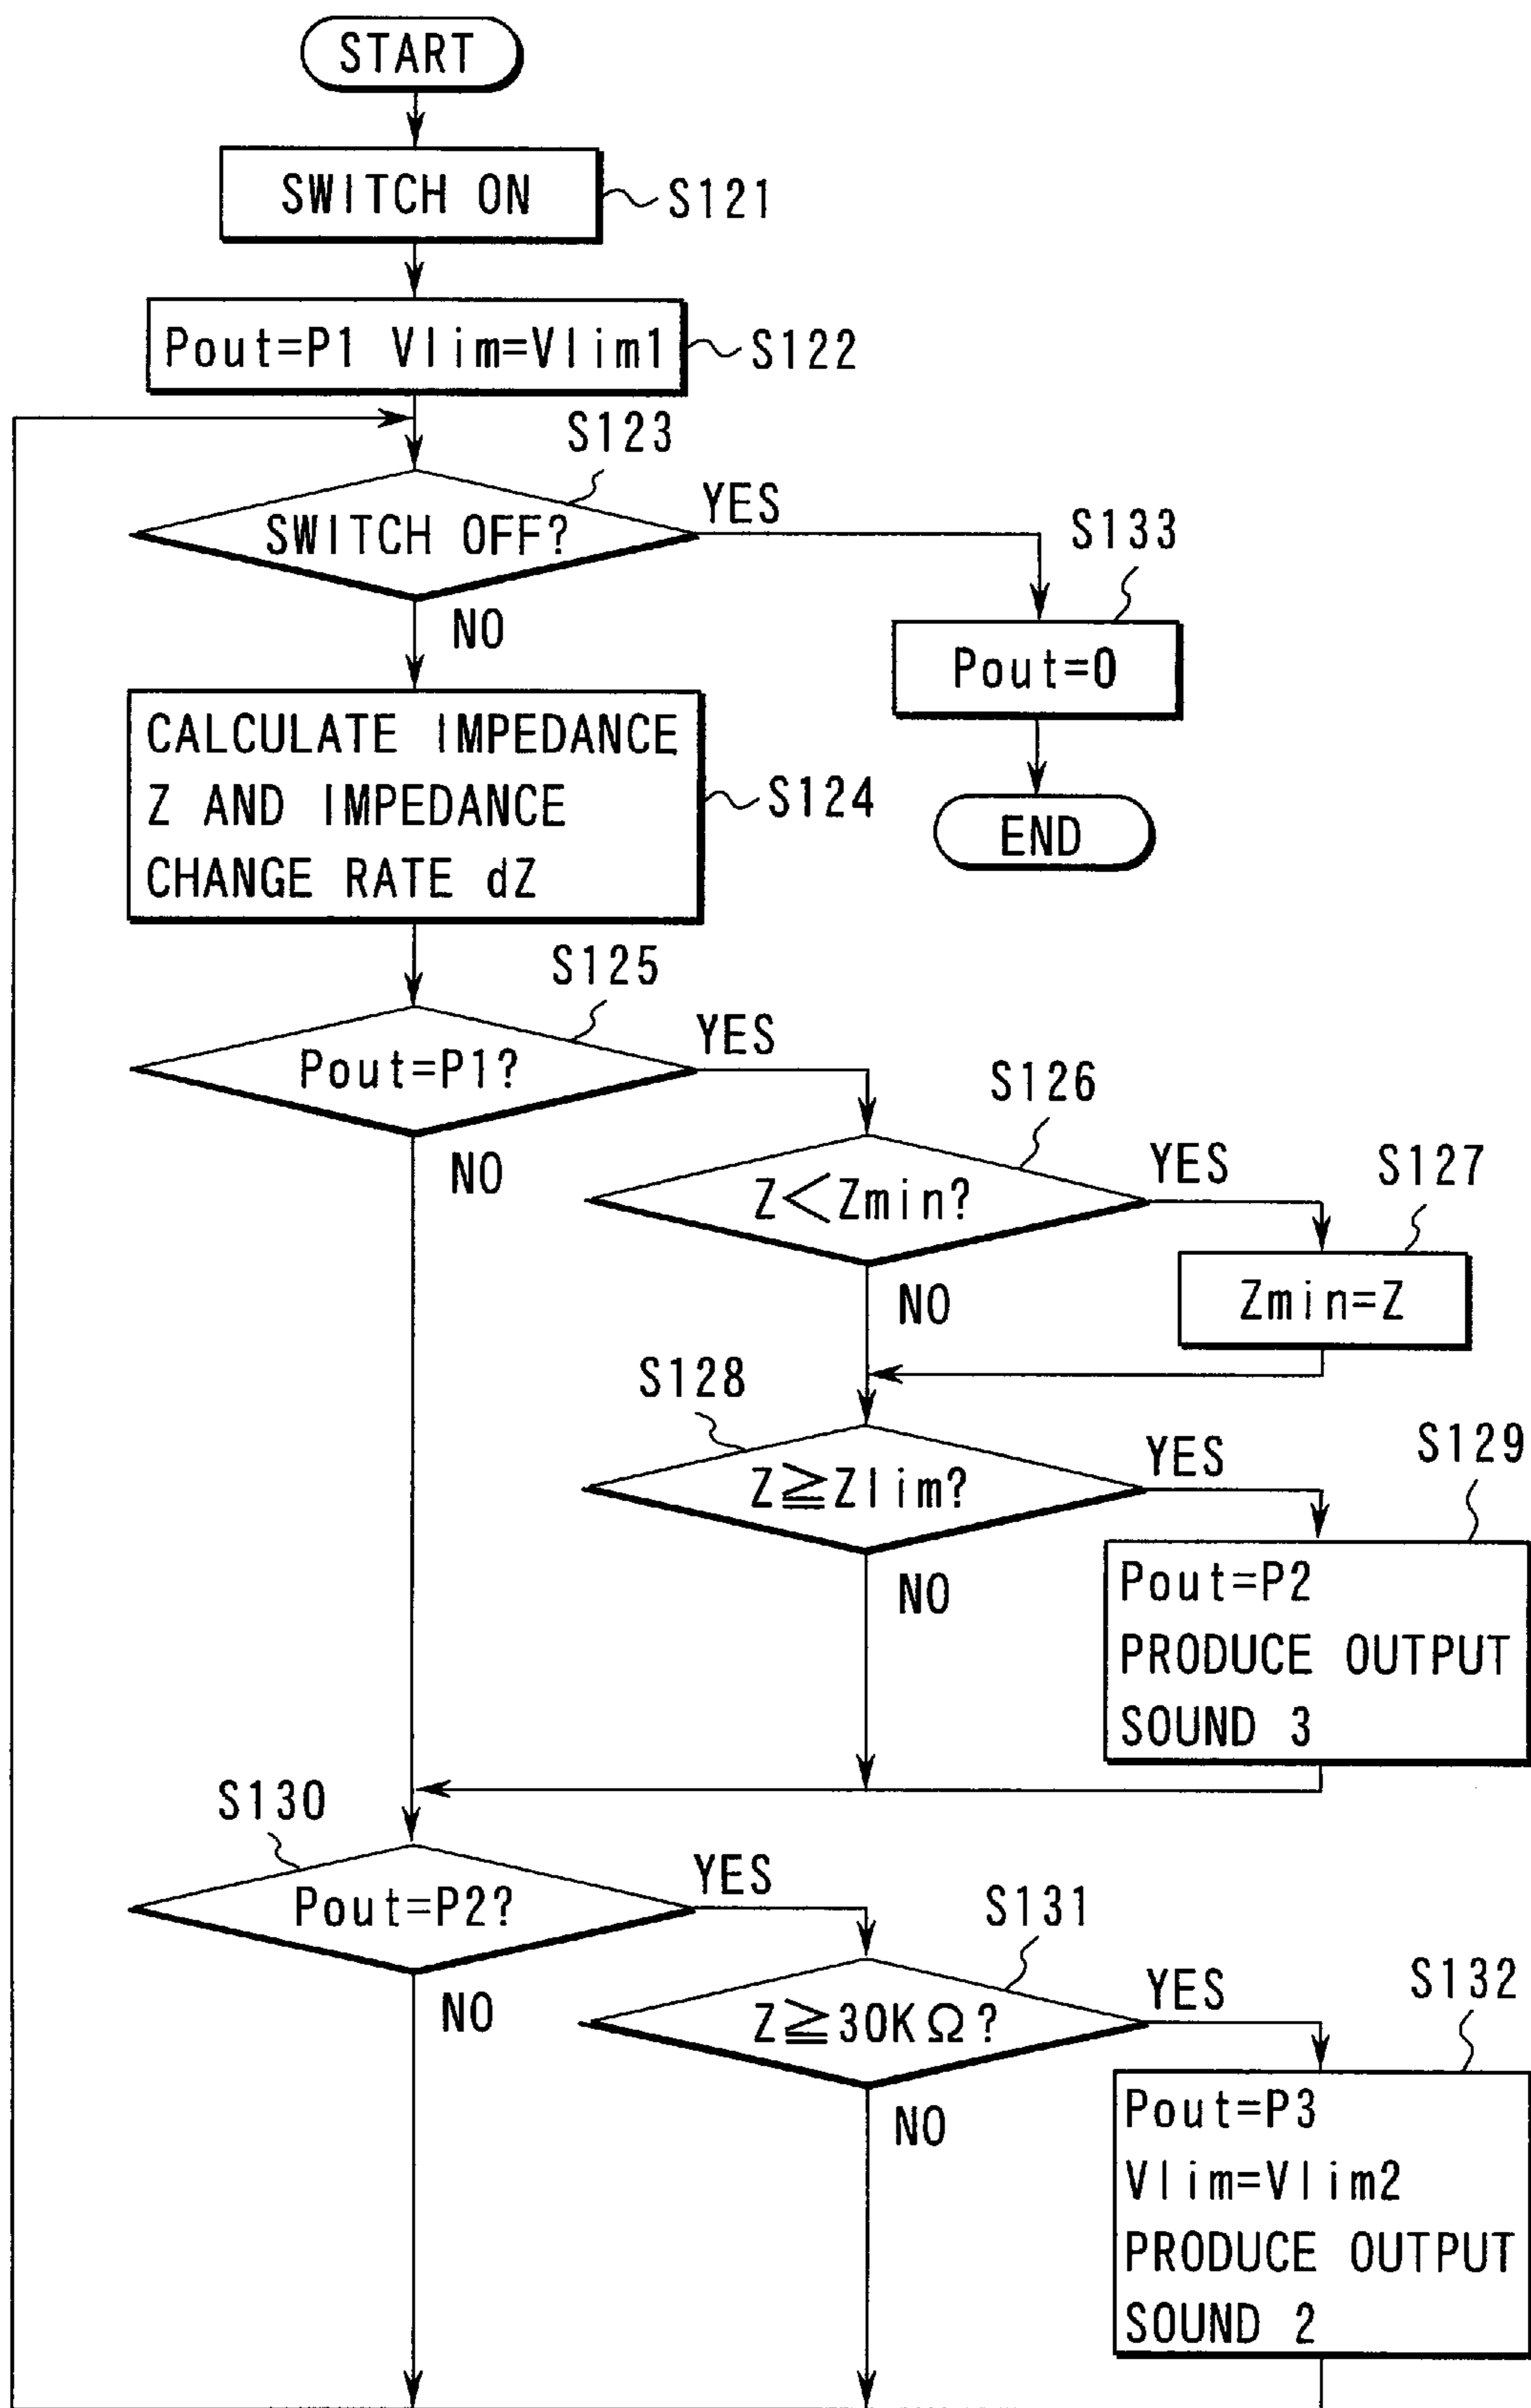 START
SWITCH ON
S121
Pout=P1 Vlim=Vlim1
S122
S123
SWITCH OFF?
YES
NO
S133
Pout=0
END
CALCULATE IMPEDANCE
Z AND IMPEDANCE
CHANGE RATE dZ
S124
S125
Pout=P1?
YES
NO
S126
Z<Zmin?
YES
NO
S127
Zmin=Z
S128
Z≧Zlim?
YES
NO
S129
Pout=P2
PRODUCE OUTPUT
SOUND 3
S130
Pout=P2?
YES
NO
S131
Z≧30KΩ?
YES
NO
S132
Pout=P3
Vlim=Vlim2
PRODUCE OUTPUT
SOUND 2